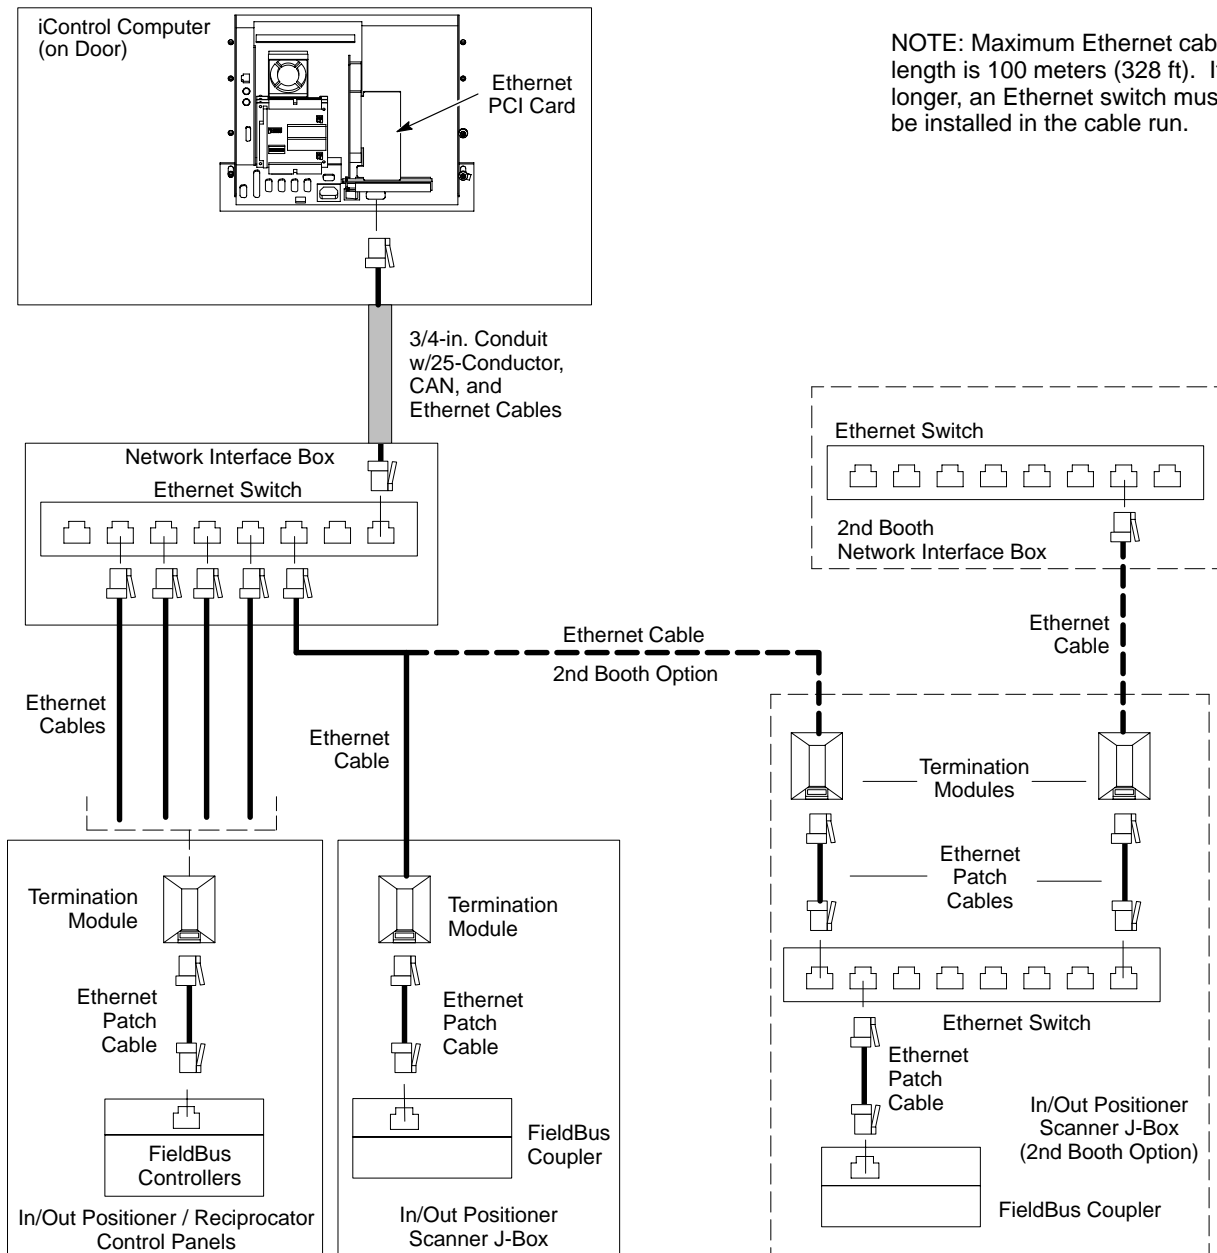 iControl Computer
(on Door)
Ethernet
PCI Card
NOTE: Maximum Ethernet cab
length is 100 meters (328 ft). I
longer, an Ethernet switch mus
be installed in the cable run.
3/4-in. Conduit
w/25-Conductor,
CAN, and
Ethernet Cables
Network Interface Box
Ethernet Switch
Ethernet Switch
2nd Booth
Network Interface Box
Ethernet
Cable
Ethernet Cable
2nd Booth Option
Ethernet
Cables
Ethernet
Cable
Termination
Modules
Ethernet
Patch
Cables
Termination
Module
Termination
Module
Ethernet
Patch
Cable
Ethernet
Patch
Cable
Ethernet Switch
Ethernet
Patch
Cable
In/Out Positioner
Scanner J-Box
(2nd Booth Option)
FieldBus
Controllers
FieldBus
Coupler
FieldBus Coupler
In/Out Positioner / Reciprocator
Control Panels
In/Out Positioner
Scanner J-Box